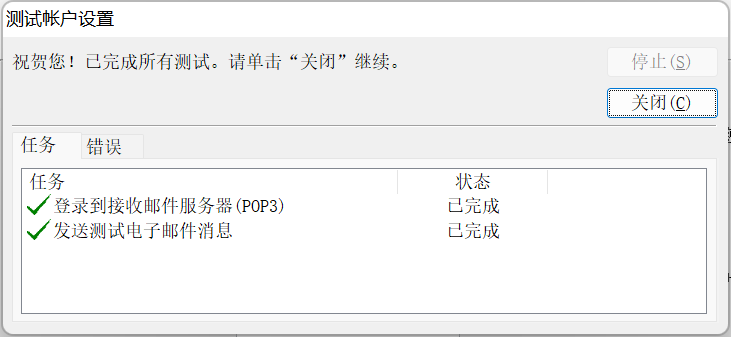 测试帐户设置
祝贺您！已完成所有测试。请单击“关闭”继续。
停止(S)
关闭(C)
任务 错误
任务 状态
登录到接收邮件服务器(POP3) 已完成
发送测试电子邮件消息 已完成